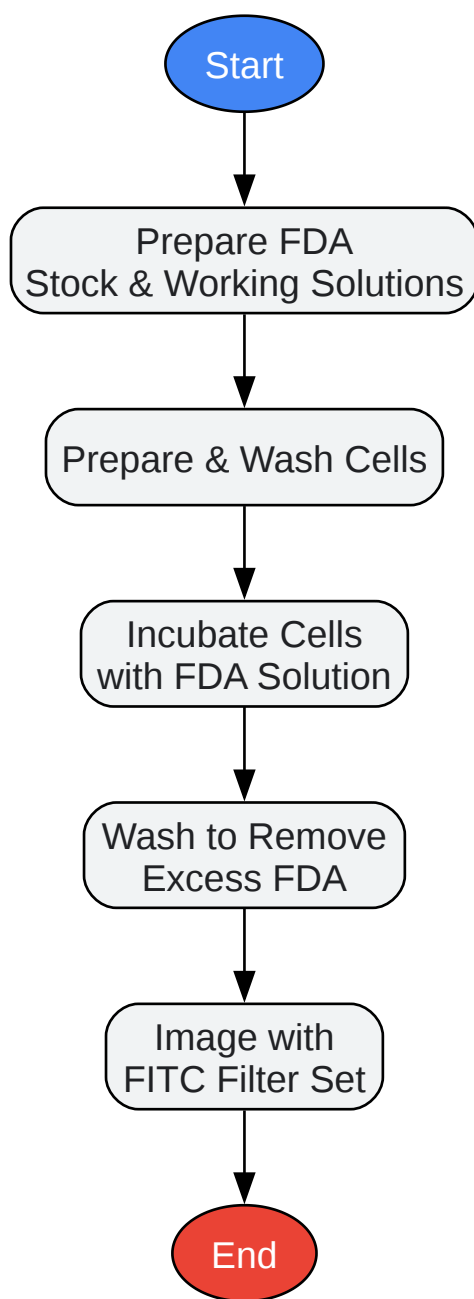 Start
Prepare FDA
Stock & Working Solutions
Prepare & Wash Cells
Incubate Cells
with FDA Solution
Wash to Remove
Excess FDA
Image with
FITC Filter Set
End